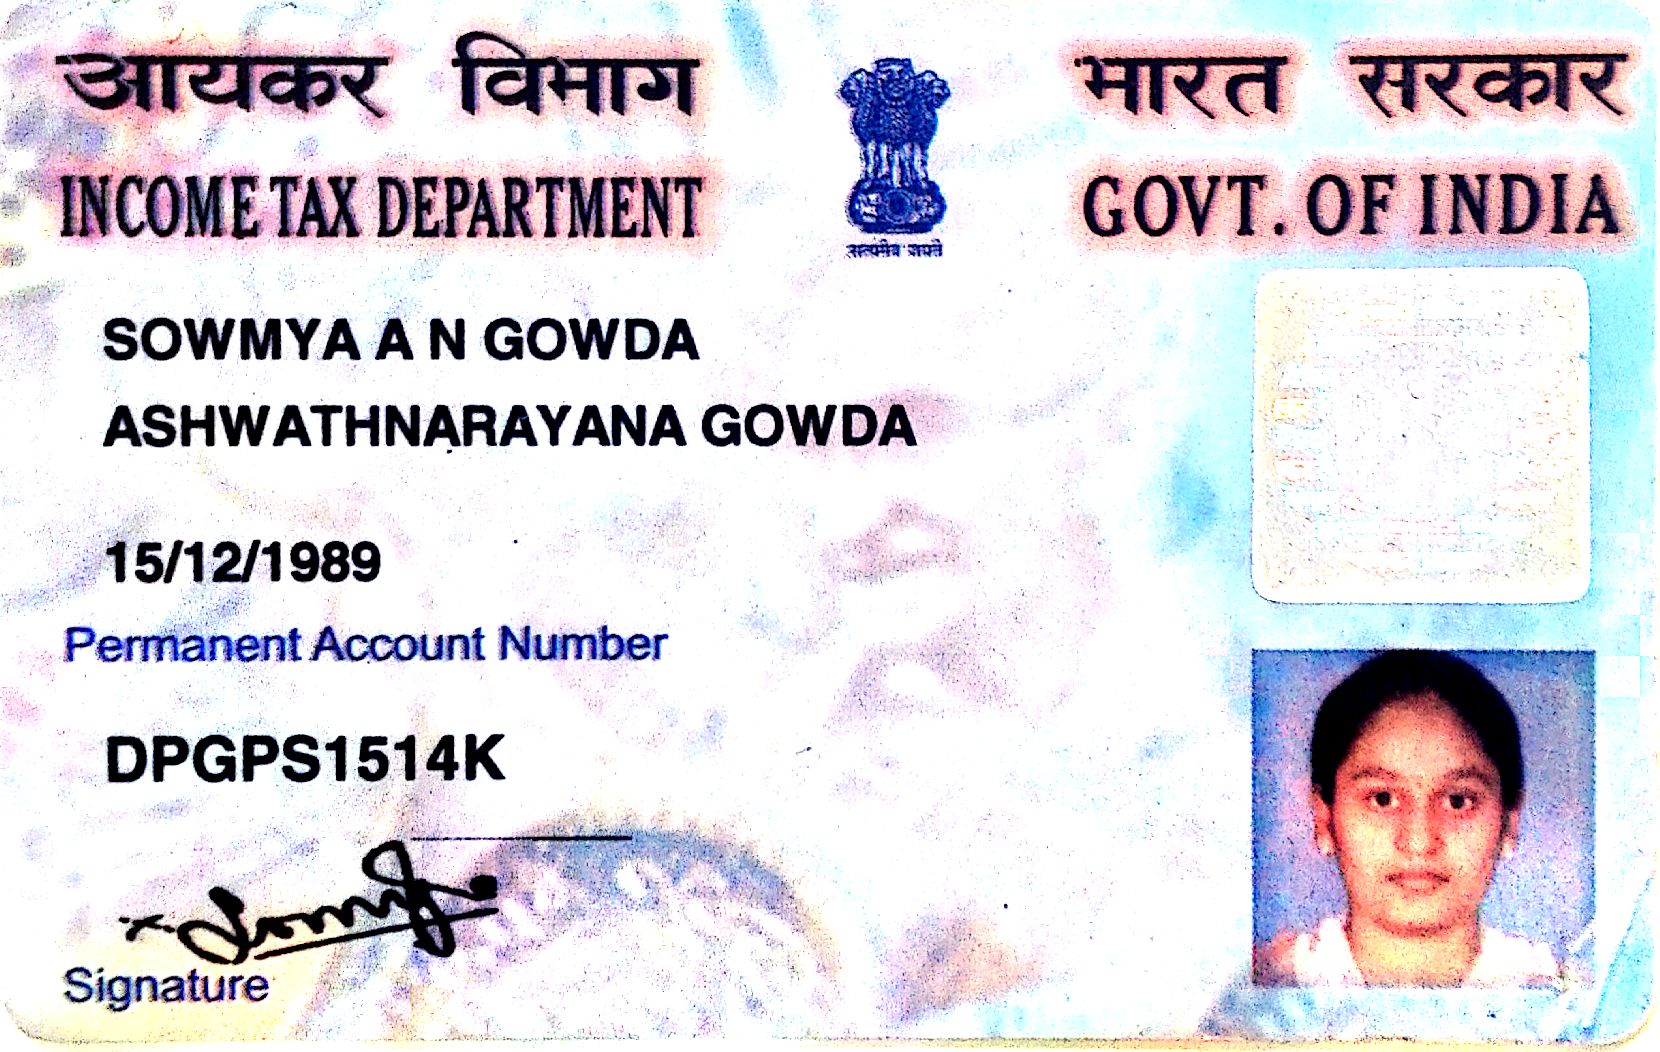 आयकर विभाग
INCOME TAX DEPARTMENT
भारत सरकार
GOVT. OF INDIA
सत्यमेव जयते
SOWMYA A N GOWDA
ASHWATHNARAYANA GOWDA
15/12/1989
Permanent Account Number
DPGPS1514K
Signature